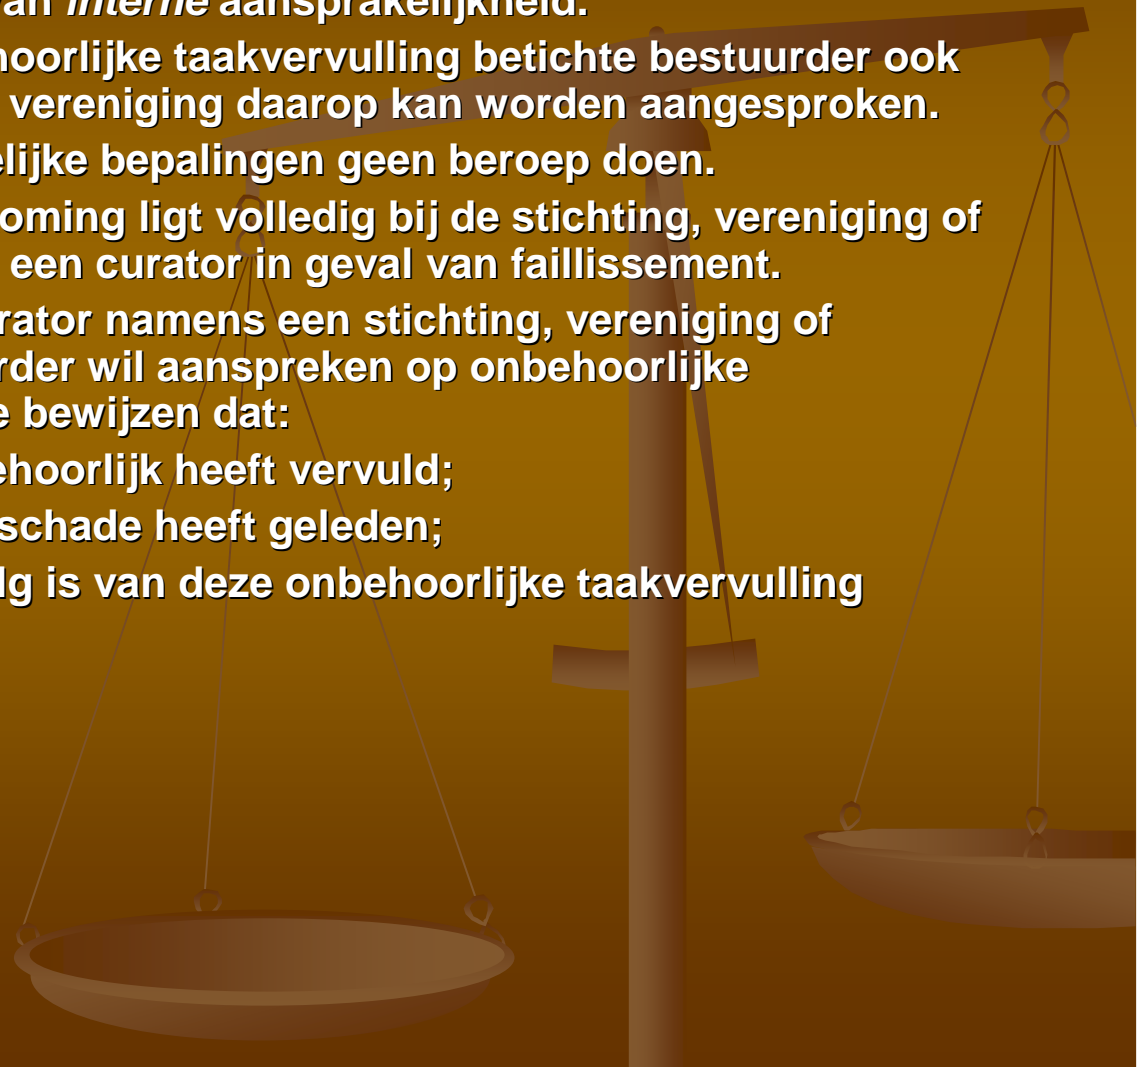 van interne aansprakelijkheid.
hoorlijke taakvervulling betichte bestuurder ook
vereniging daarop kan worden aangesproken.
elijke bepalingen geen beroep doen.
oming ligt volledig bij de stichting, vereniging of
een curator in geval van faillissement.
rator namens een stichting, vereniging of
rder wil aanspreken op onbehoorlijke
e bewijzen dat:
ehoorlijk heeft vervuld;
schade heeft geleden;
lg is van deze onbehoorlijke taakvervulling